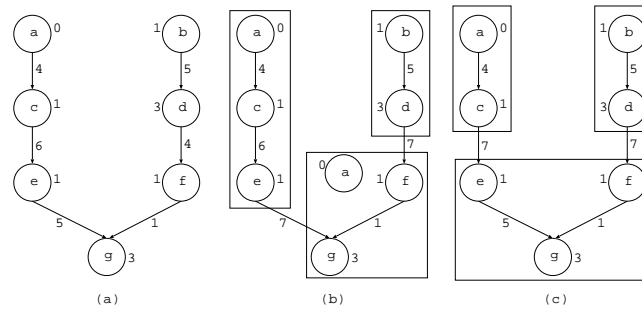 a 0 1 b a 0 1 b a 0 1 b
4 5 4 5 4 5
c 1 3 d c 1 3 d c 1 3 d
6 4 6 7 7 7
e 1 1 f e 1 0 a 1 f e 1 1 f
5 1 7 1 5 1
g 3 g 3 g 3
(a) (b) (c)